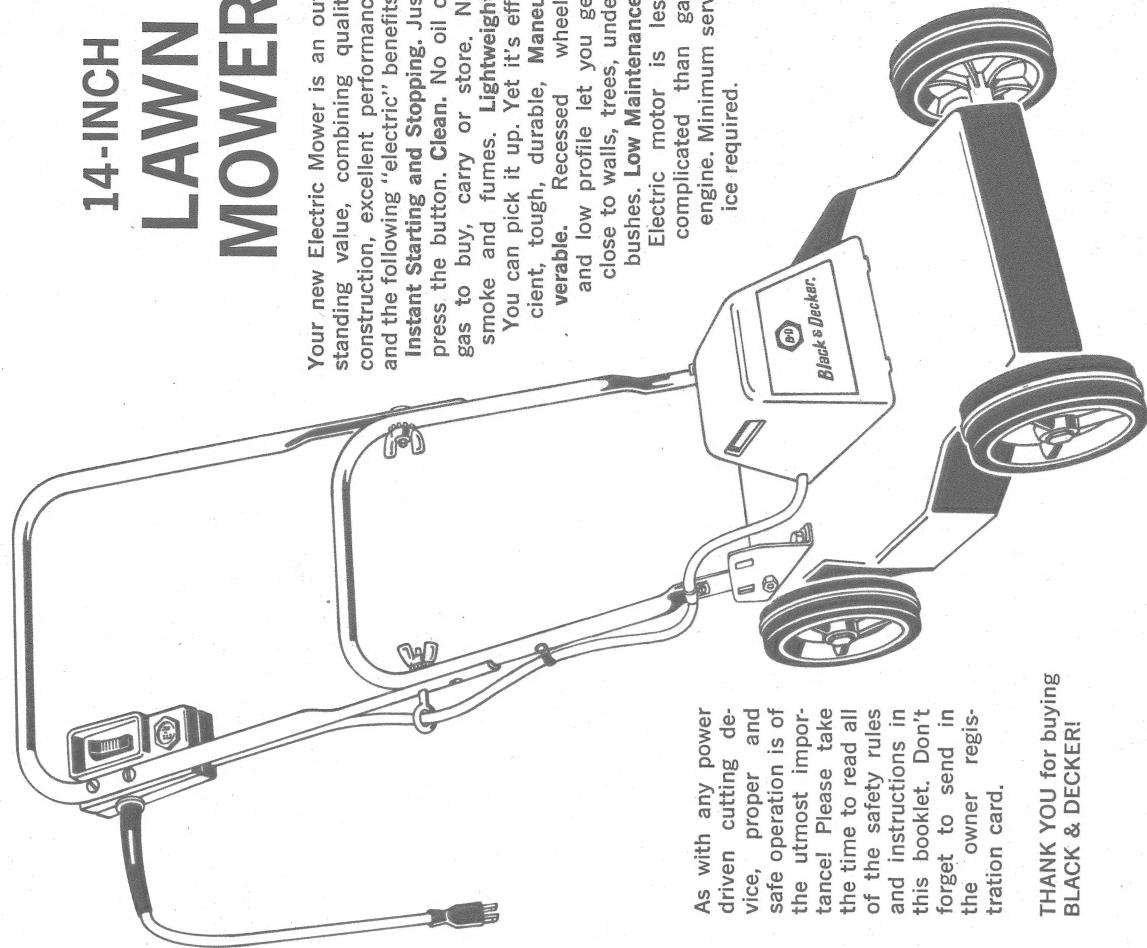 14-INCH
LAWN
MOWER
Your new Electric Mower is an ou
standing value, combining qualit
construction, excellent performanc
and the following "electric" benefits
Instant Starting and Stopping. Jus
press the button. Clean. No oil o
gas to buy, carry or store. N
smoke and fumes. Lightweight
You can pick it up. Yet it's eff
cient, tough, durable, Maneu
verable. Recessed wheel
and low profile let you ge
close to walls, trees, unde
bushes. Low Maintenance
Electric motor is les
complicated than ga
engine. Minimum serv
ice required.
B&D
Black & Decker.
As with any power
driven cutting de-
vice, proper and
safe operation is of
the utmost impor-
tance! Please take
the time to read all
of the safety rules
and instructions in
this booklet. Don't
forget to send in
the owner regis-
tration card.
THANK YOU for buying
BLACK & DECKER!